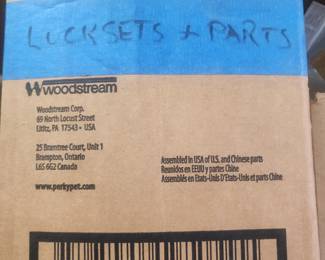 LOCKSETS + PARTS
Woodstream
Woodstream Corp.
69 North Locust Street
Lititz, PA 17543 • USA
25 Bramtree Court, Unit 1
Brampton, Ontario
L6S 6G2 Canada
www.perkypet.com
Assembled in USA of U.S. and Chinese parts
Reunidos en EEUU y partes Chine
Assemblés en Etats-Unis D'Etats-Unis et parts Chine